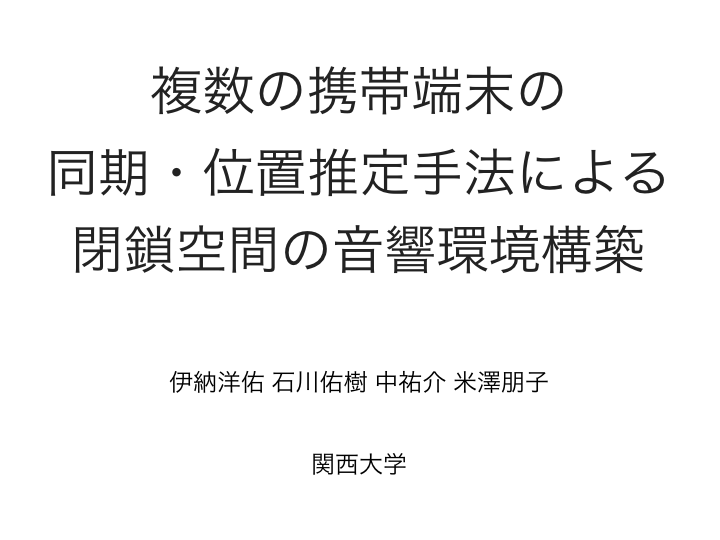 複数の携帯端末の
同期・位置推定手法による
閉鎖空間の音響環境構築
伊納洋佑 石川佑樹 中祐介 米澤朋子
関西大学